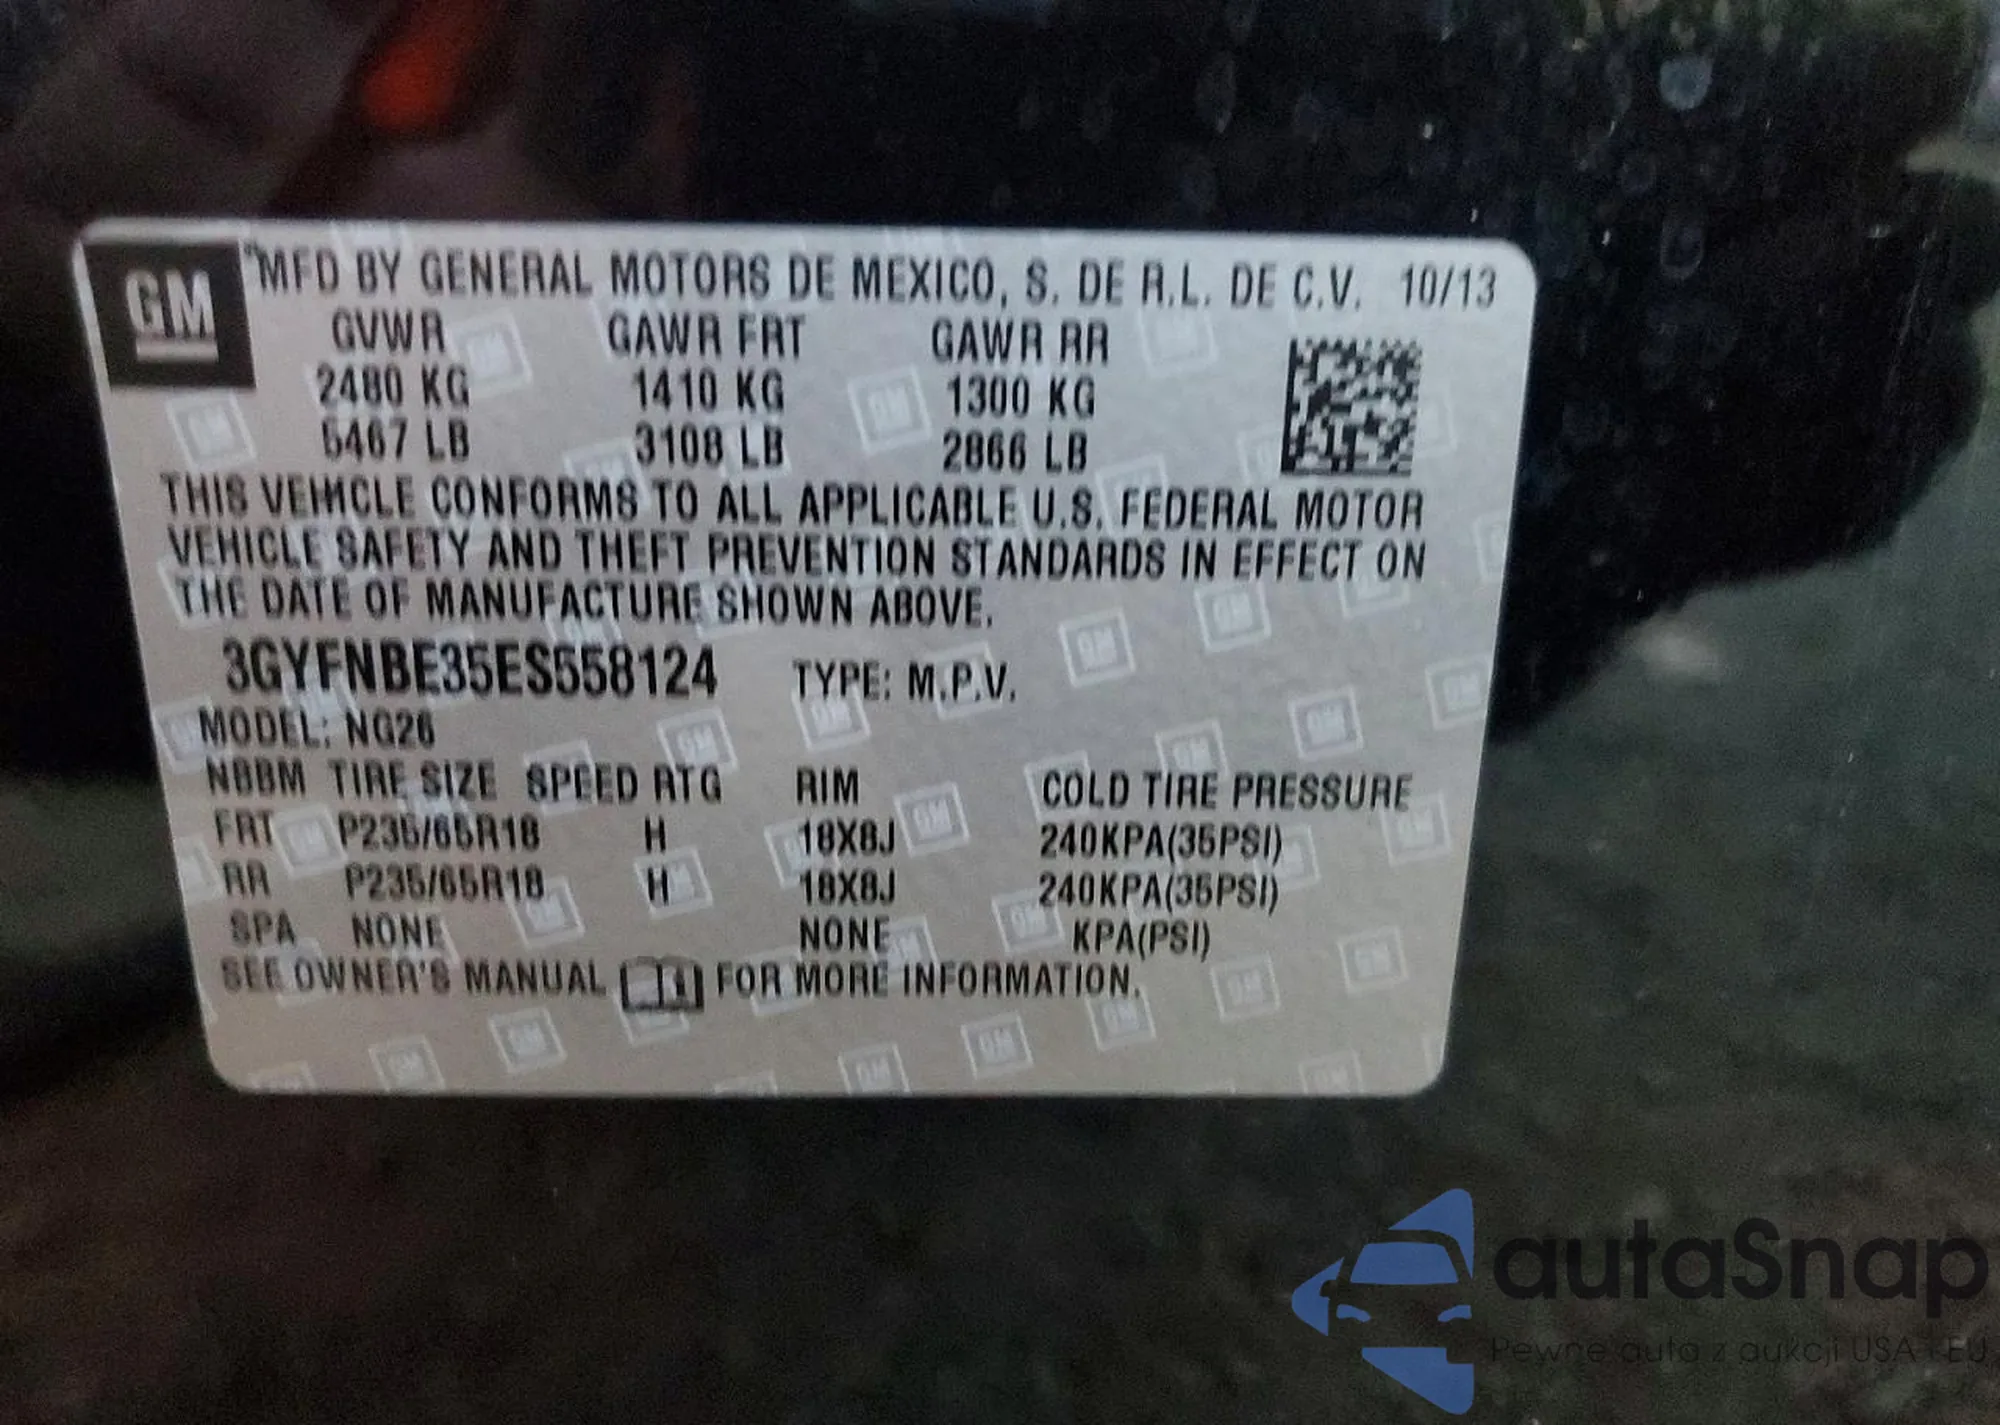 GM
MFD BY GENERAL MOTORS DE MEXICO, S. DE R.L. DE C.V. 10/13
GVWR GAWR FRT GAWR RR
2480 KG 1410 KG 1300 KG
5467 LB 3108 LB 2866 LB
THIS VEHICLE CONFORMS TO ALL APPLICABLE U.S. FEDERAL MOTOR
VEHICLE SAFETY AND THEFT PREVENTION STANDARDS IN EFFECT ON
THE DATE OF MANUFACTURE SHOWN ABOVE.
3GYFNBE35ES558124 TYPE: M.P.V.
MODEL: NG26
NBBM TIRE SIZE SPEED RTG RIM COLD TIRE PRESSURE
FRT P235/65R18 H 18X8J 240KPA(35PSI)
RR P235/65R18 H 18X8J 240KPA(35PSI)
SPA NONE NONE KPA(PSI)
SEE OWNER'S MANUAL FOR MORE INFORMATION.
autaSnap
Pewne auta z aukcji USA i EU